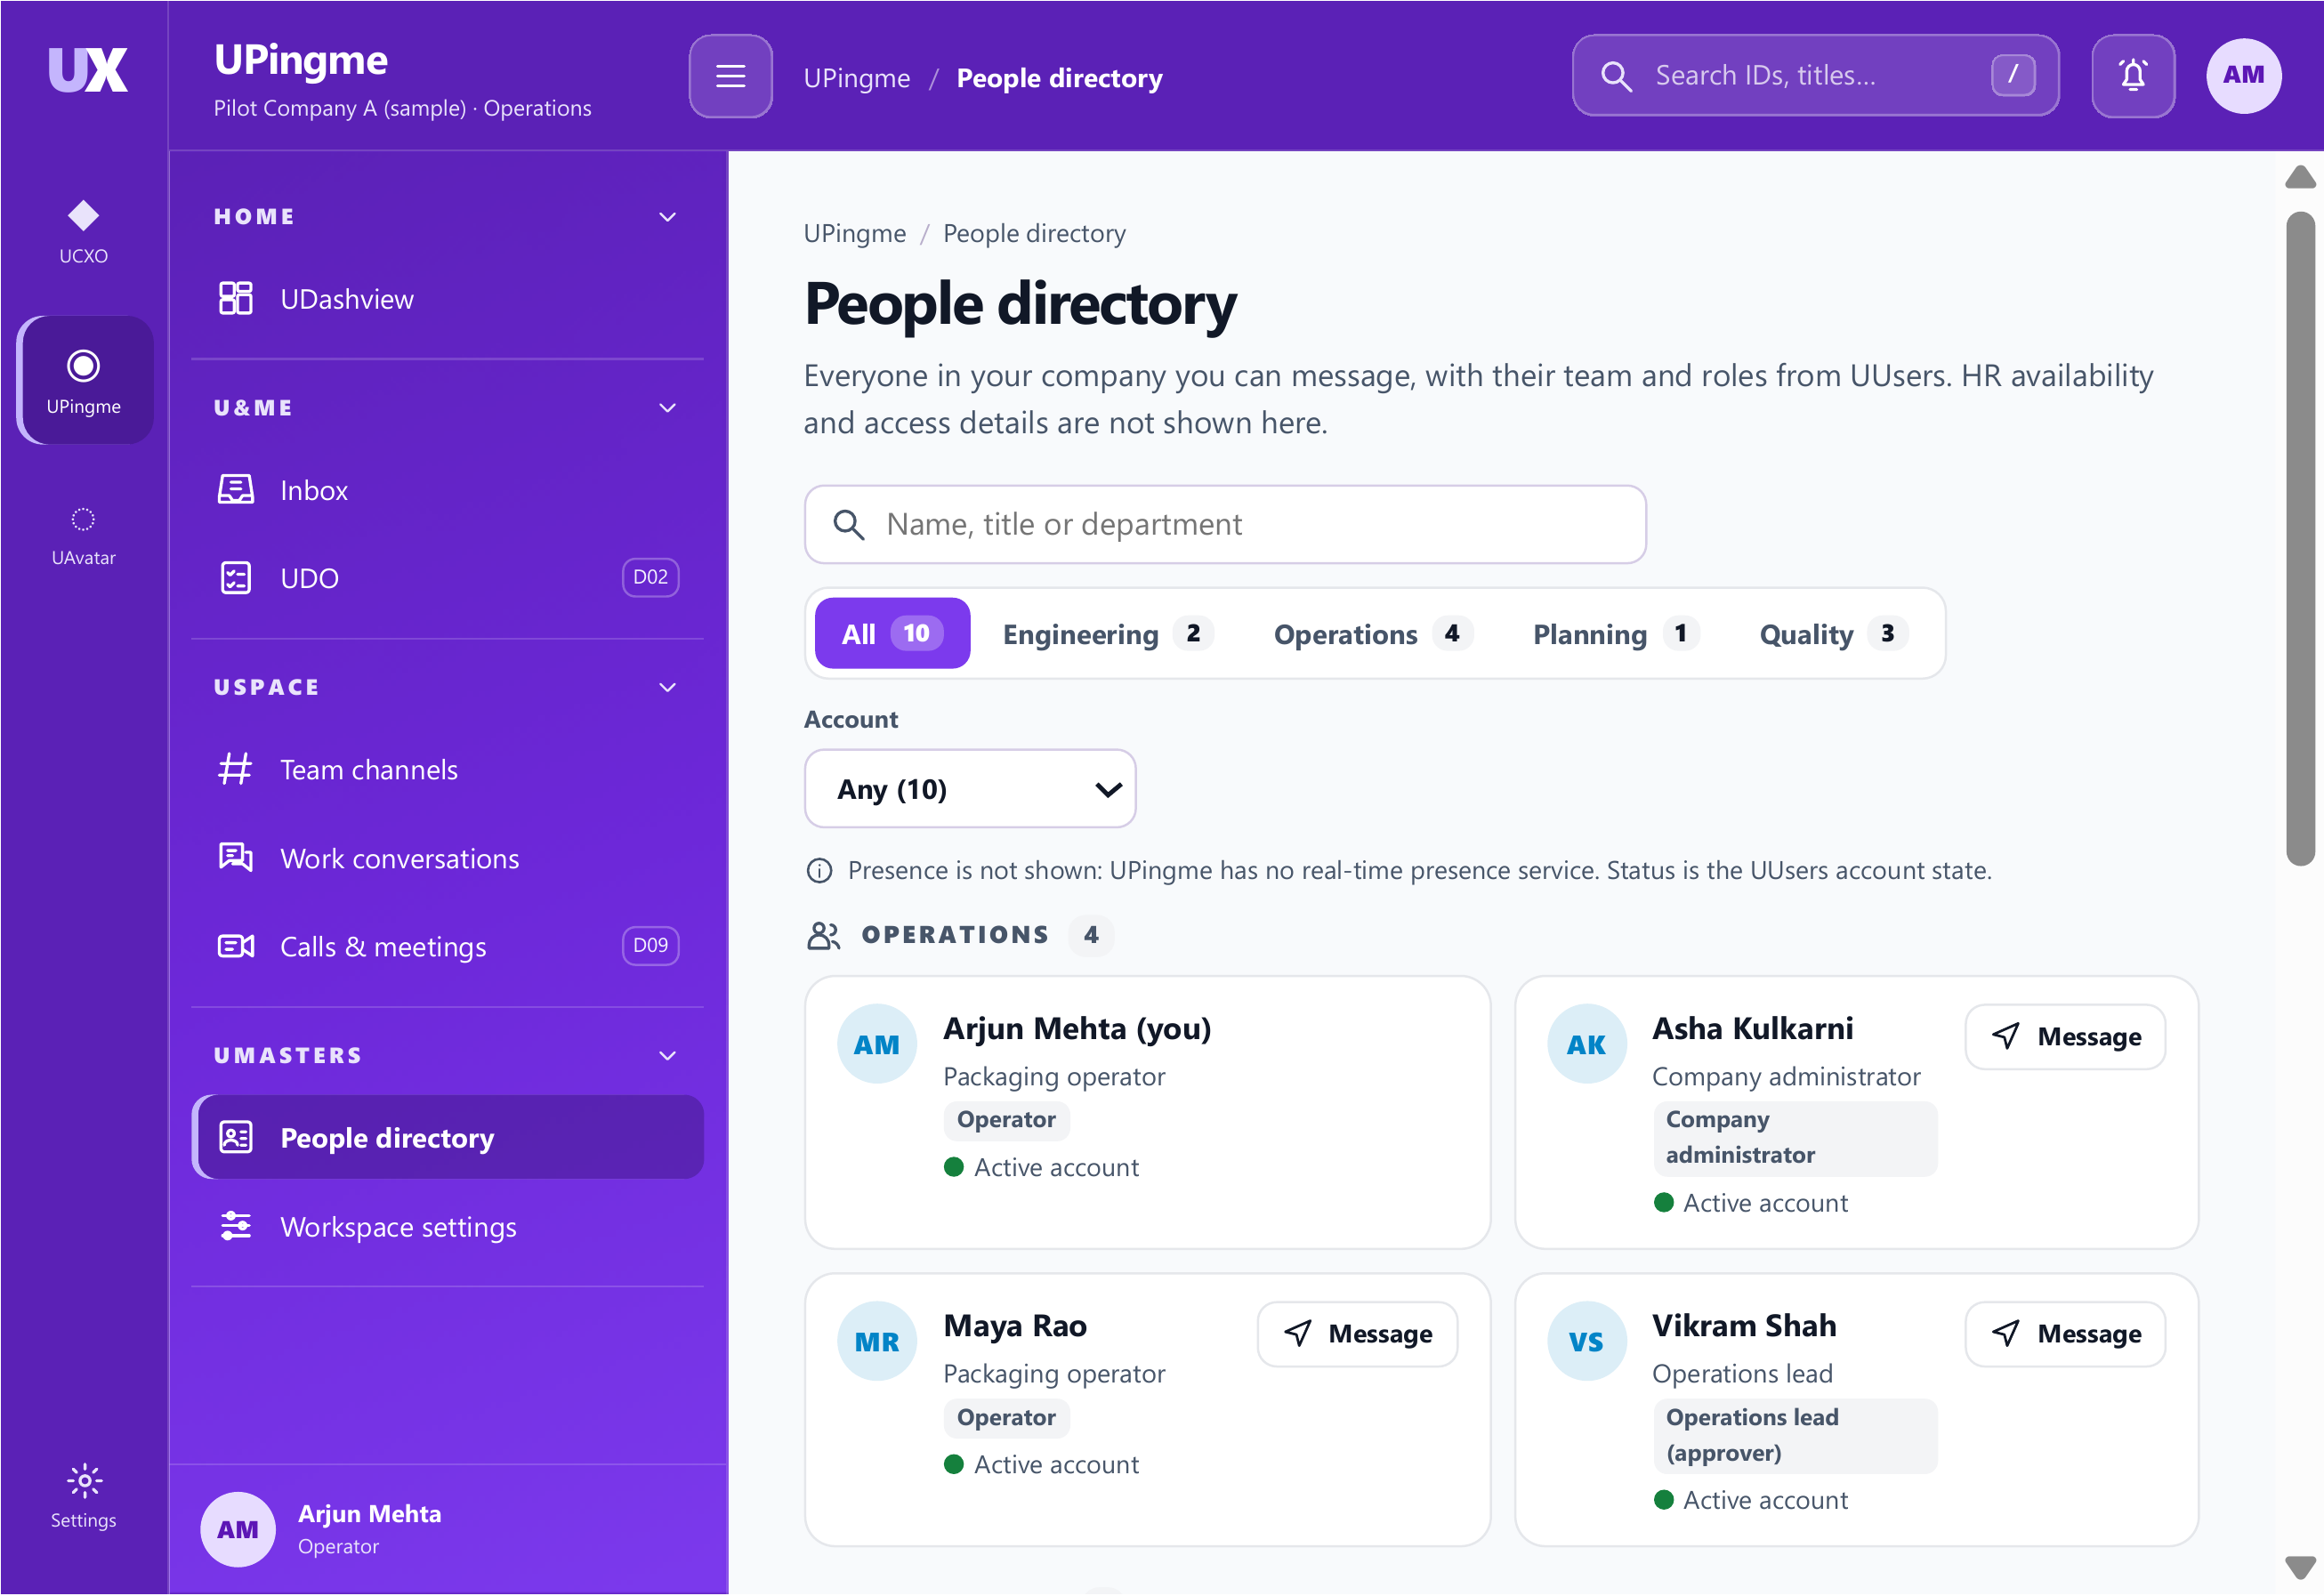 UX
UCXO
UPingme
UAvatar
Settings
UPingme
Pilot Company A (sample) · Operations
HOME
UDashview
U&ME
Inbox
UDO D02
USPACE
Team channels
Work conversations
Calls & meetings D09
UMASTERS
People directory
Workspace settings
AM
Arjun Mehta
Operator
UPingme / People directory
Search IDs, titles... /
AM
UPingme / People directory
People directory
Everyone in your company you can message, with their team and roles from UUsers. HR availability
and access details are not shown here.
Name, title or department
All 10 Engineering 2 Operations 4 Planning 1 Quality 3
Account
Any (10)
Presence is not shown: UPingme has no real-time presence service. Status is the UUsers account state.
OPERATIONS 4
AM
Arjun Mehta (you)
Packaging operator
Operator
Active account
AK
Asha Kulkarni
Message
Company administrator
Company
administrator
Active account
MR
Maya Rao
Message
Packaging operator
Operator
Active account
VS
Vikram Shah
Message
Operations lead
Operations lead
(approver)
Active account